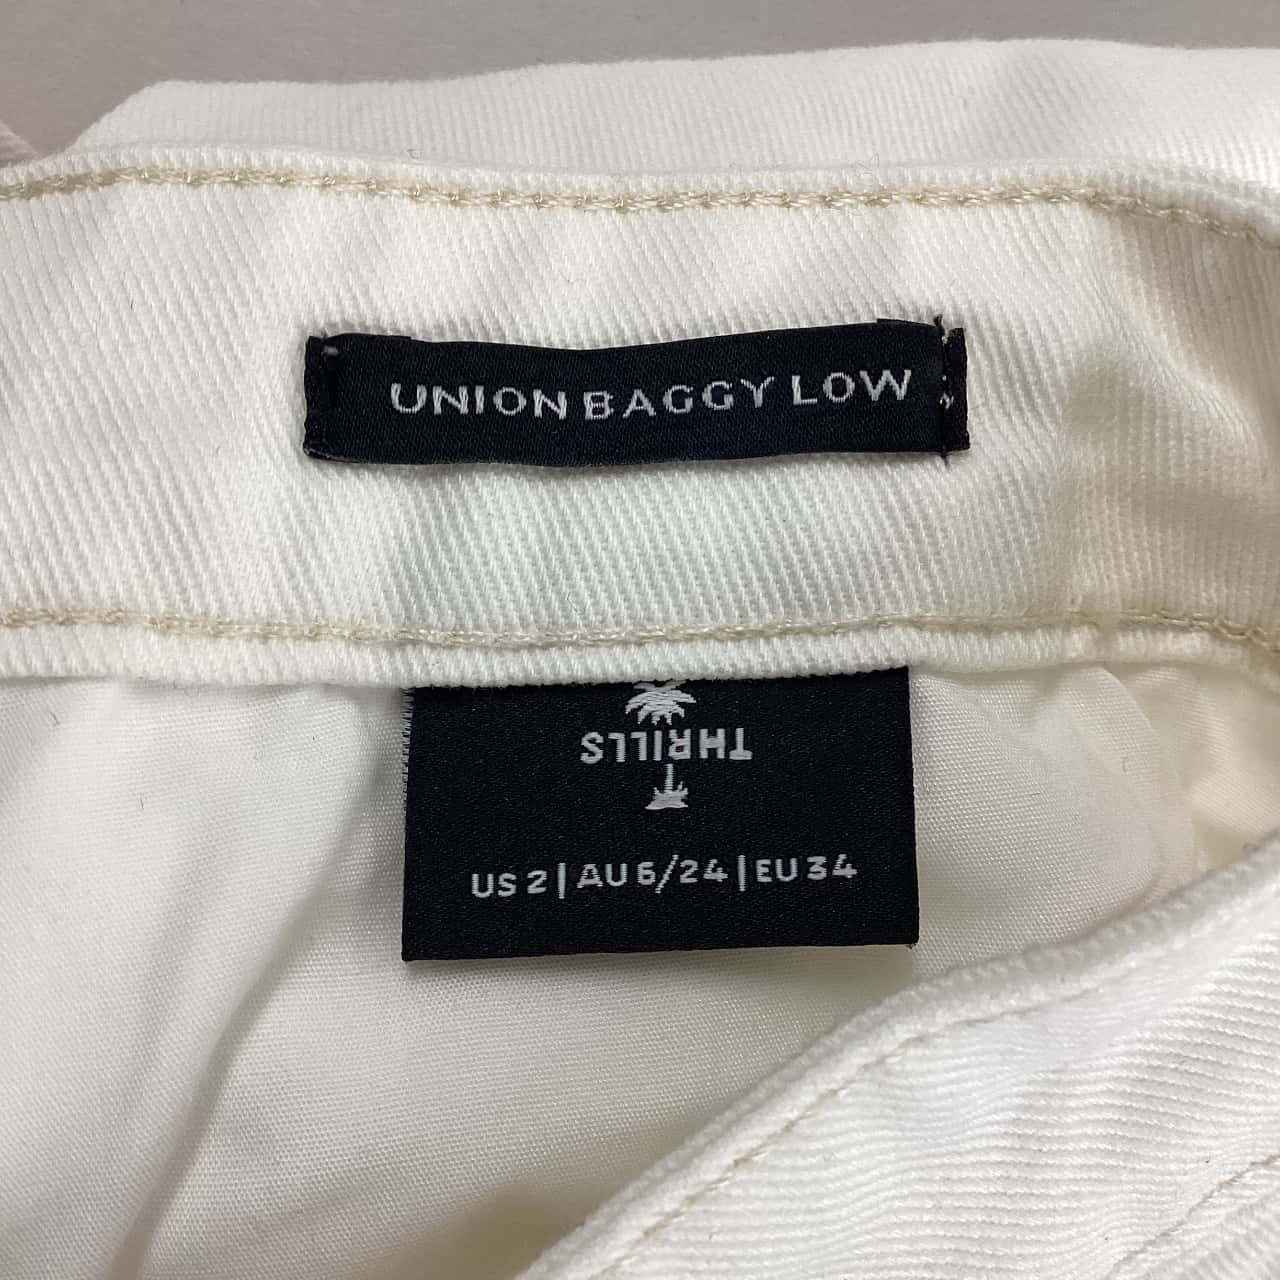 UNION BAGGY LOW
THRILLS
US 2 | AU 6/24 | EU 34